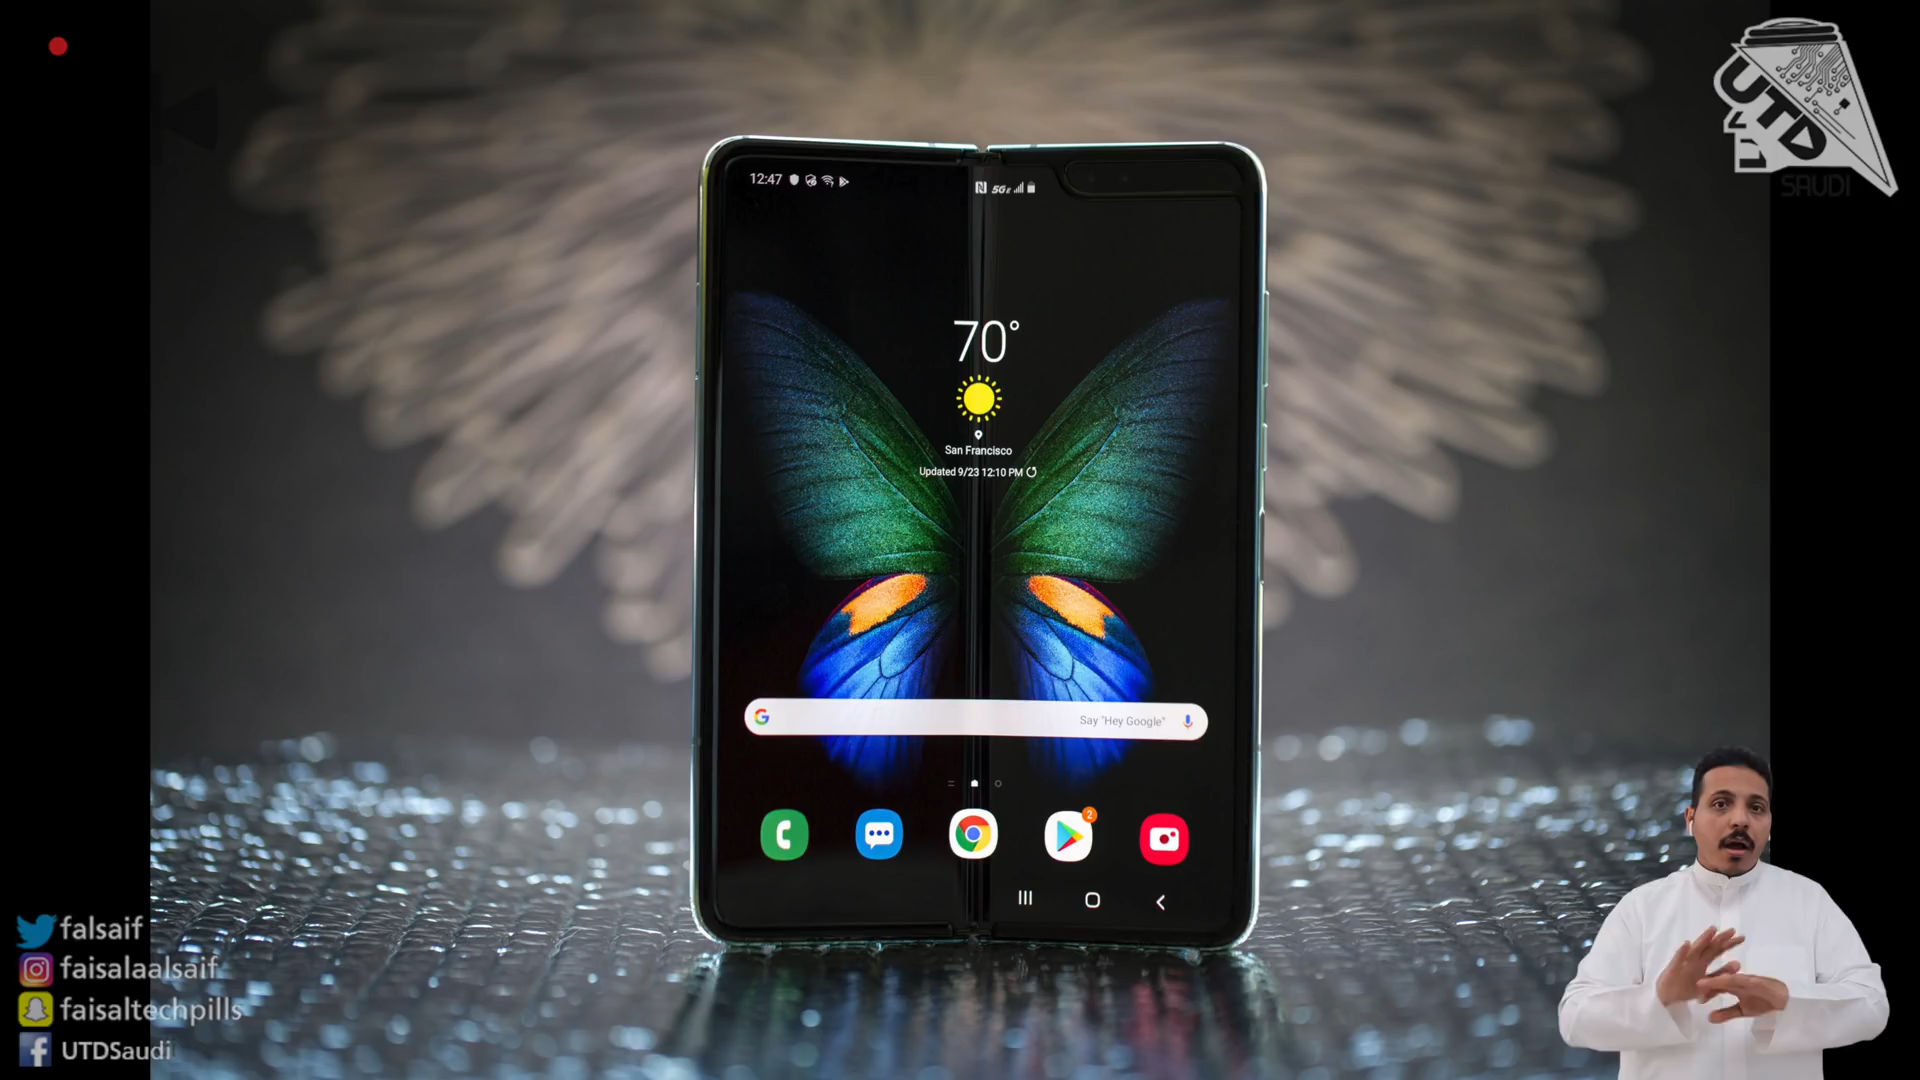 UTD
SAUDI
12:47
5GE
70°
San Francisco
Updated 9/23 12:10 PM
Say "Hey Google"
2
falsaif
faisalaalsaif
faisaltechpills
UTDSaudi